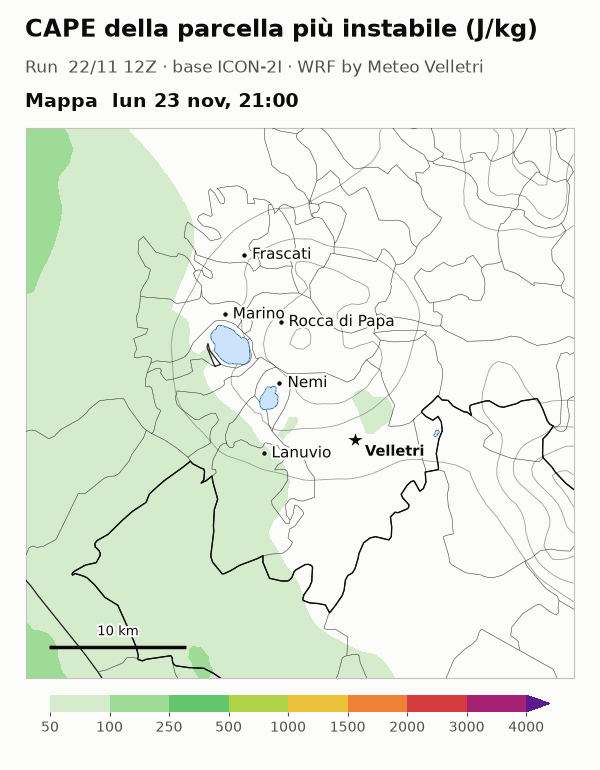 CAPE della parcella più instabile (J/kg)
Run  22/11 12Z · base ICON-2I · WRF by Meteo Velletri
Mappa  lun 23 nov, 21:00
Frascati
Marino
Rocca di Papa
Nemi
Velletri
Lanuvio
10 km
50 100 250 500 1000 1500 2000 3000 4000